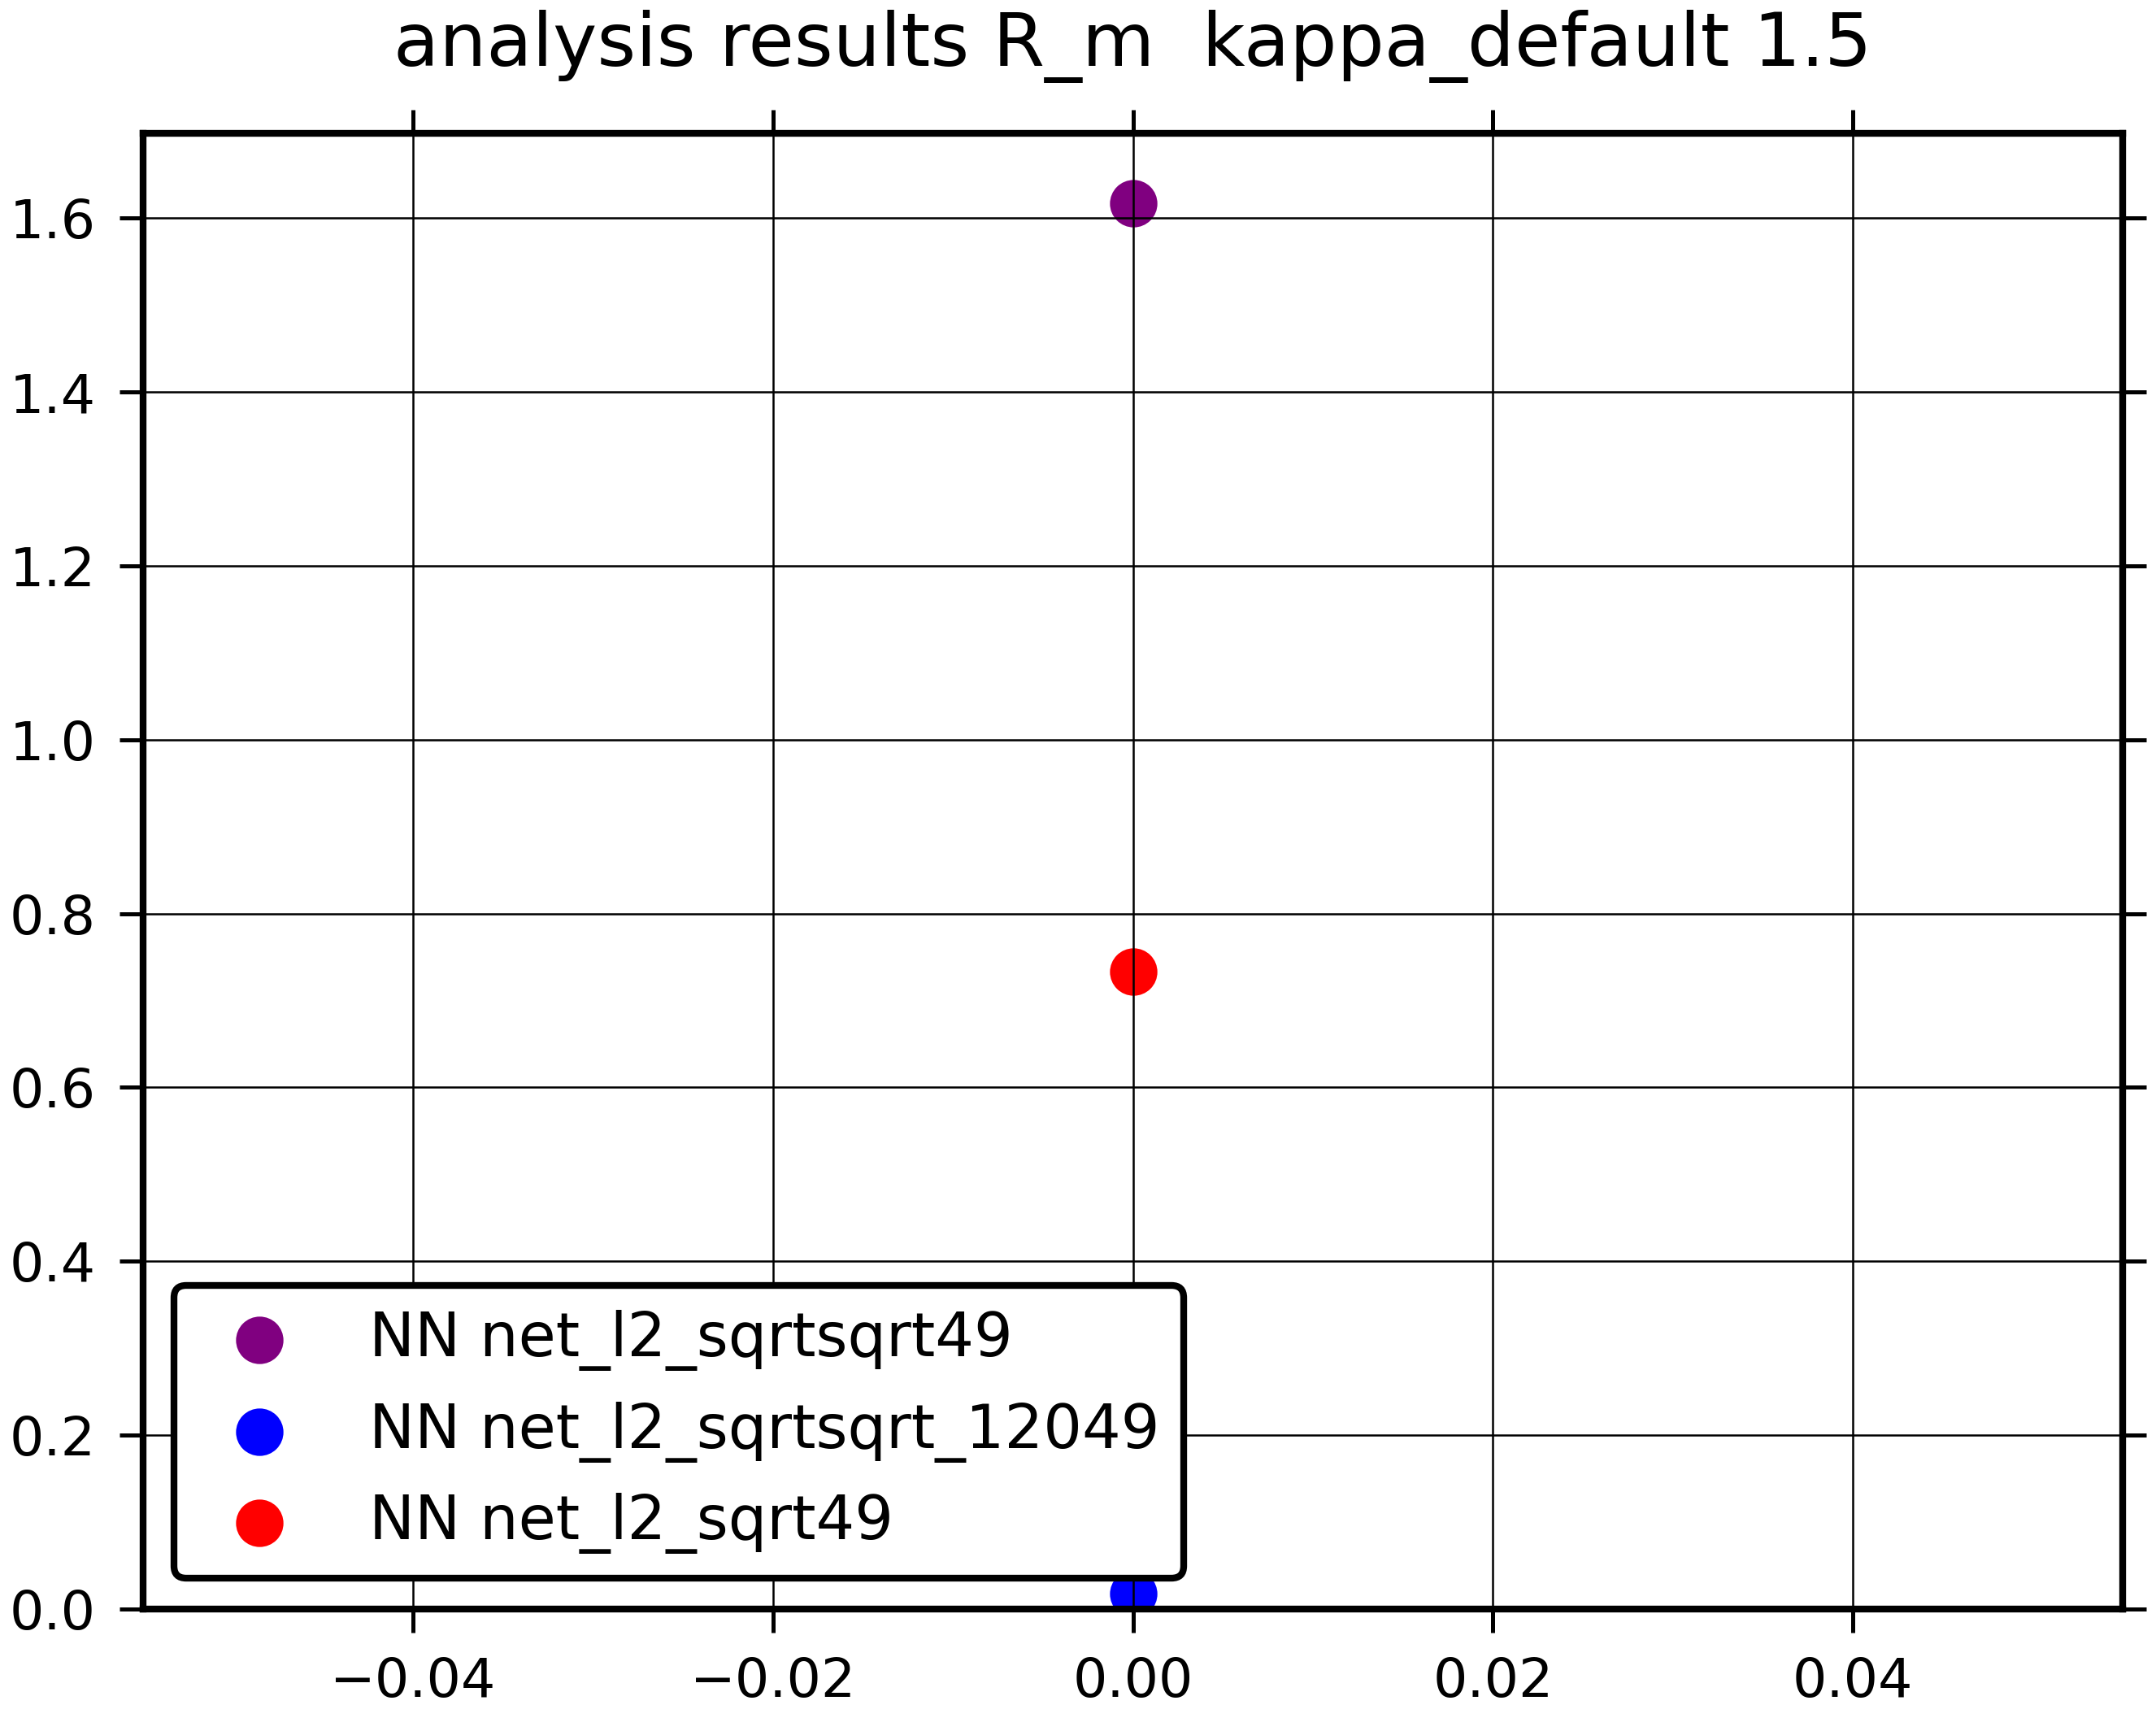 analysis results R_m  kappa_default 1.5
1.6
1.4
1.2
1.0
0.8
0.6
0.4
0.2
0.0
NN net_l2_sqrtsqrt49
NN net_l2_sqrtsqrt_12049
NN net_l2_sqrt49
−0.04 −0.02 0.00 0.02 0.04